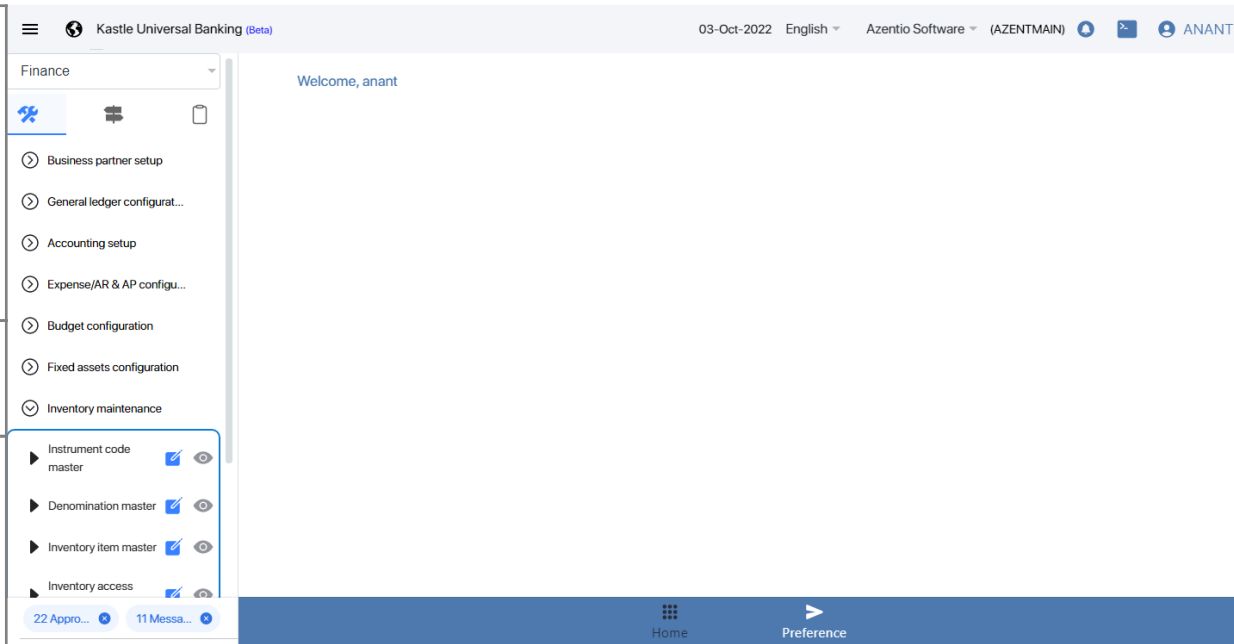 Kastle Universal Banking (Beta)
03-Oct-2022 English Azentio Software (AZENTMAIN) ANANT
Finance
Welcome, anant
Business partner setup
General ledger configurat...
Accounting setup
Expense/AR & AP configu...
Budget configuration
Fixed assets configuration
Inventory maintenance
Instrument code
master
Denomination master
Inventory item master
Inventory access
22 Appro... 11 Messa...
Home Preference